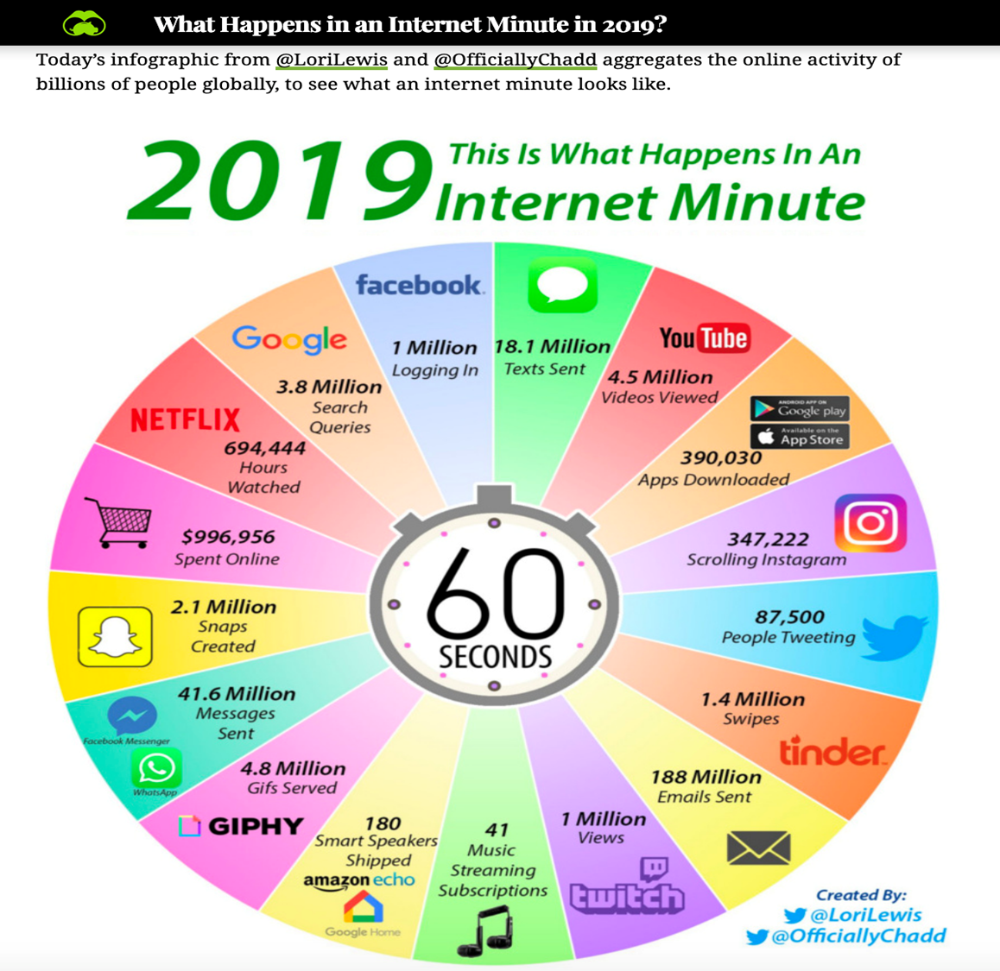 What Happens in an Internet Minute in 2019?
Today's infographic from @LoriLewis and @OfficiallyChadd aggregates the online activity of
billions of people globally, to see what an internet minute looks like.
2019
This Is What Happens In An
Internet Minute
facebook.
1 Million
Logging In
18.1 Million
Texts Sent
YouTube
4.5 Million
Videos Viewed
ANDROID APP ON
Google play
Available on the
App Store
390,030
Apps Downloaded
347,222
Scrolling Instagram
87,500
People Tweeting
1.4 Million
Swipes
tinder.
188 Million
Emails Sent
1 Million
Views
twitch
41
Music
Streaming
Subscriptions
180
Smart Speakers
Shipped
amazon echo
Google Home
4.8 Million
Gifs Served
GIPHY
41.6 Million
Messages
Sent
Facebook Messenger
WhatsApp
2.1 Million
Snaps
Created
$996,956
Spent Online
NETFLIX
694,444
Hours
Watched
Google
3.8 Million
Search
Queries
60
SECONDS
Created By:
@LoriLewis
@OfficiallyChadd